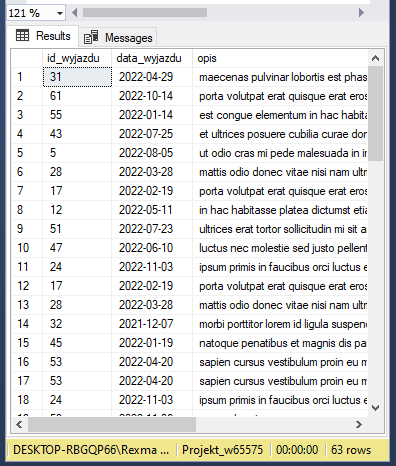 121 %
Results Messages
id_wyjazdu data_wyjazdu opis
1 31 2022-04-29 maecenas pulvinar lobortis est phas
2 61 2022-10-14 porta volutpat erat quisque erat eros
3 55 2022-01-14 est congue elementum in hac habita
4 43 2022-07-25 et ultrices posuere cubilia curae don
5 5 2022-08-05 ut odio cras mi pede malesuada in im
6 28 2022-03-28 mattis odio donec vitae nisi nam ultri
7 17 2022-02-19 porta volutpat erat quisque erat eros
8 12 2022-05-11 in hac habitasse platea dictumst etia
9 51 2022-07-23 ultrices erat tortor sollicitudin mi sit a
10 47 2022-06-10 luctus nec molestie sed justo pellent
11 24 2022-11-03 ipsum primis in faucibus orci luctus e
12 17 2022-02-19 porta volutpat erat quisque erat eros
13 28 2022-03-28 mattis odio donec vitae nisi nam ultri
14 32 2021-12-07 morbi porttitor lorem id ligula suspend
15 45 2022-01-19 natoque penatibus et magnis dis pa
16 53 2022-04-20 sapien cursus vestibulum proin eu m
17 53 2022-04-20 sapien cursus vestibulum proin eu m
18 24 2022-11-03 ipsum primis in faucibus orci luctus e
DESKTOP-RBGQP66\Rexma ... Projekt_w65575 00:00:00 63 rows